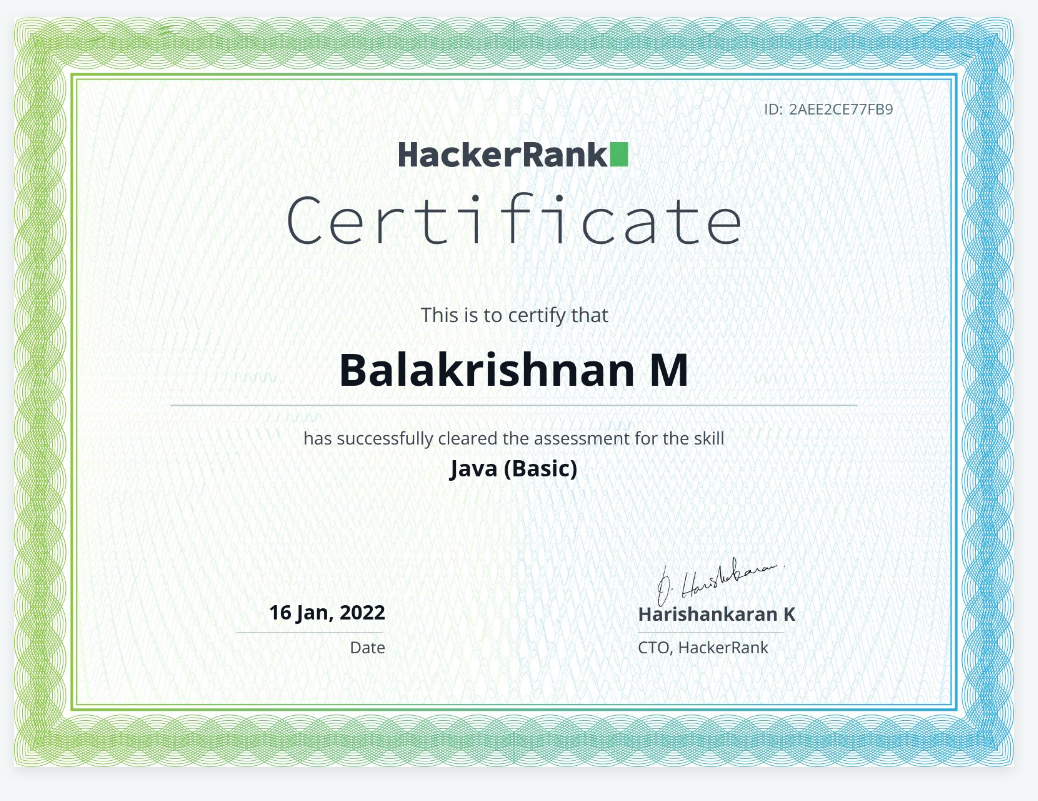 ID: 2AEE2CE77FB9
HackerRank
Certificate
This is to certify that
Balakrishnan M
has successfully cleared the assessment for the skill
Java (Basic)
16 Jan, 2022
Date
Harishankaran K
CTO, HackerRank